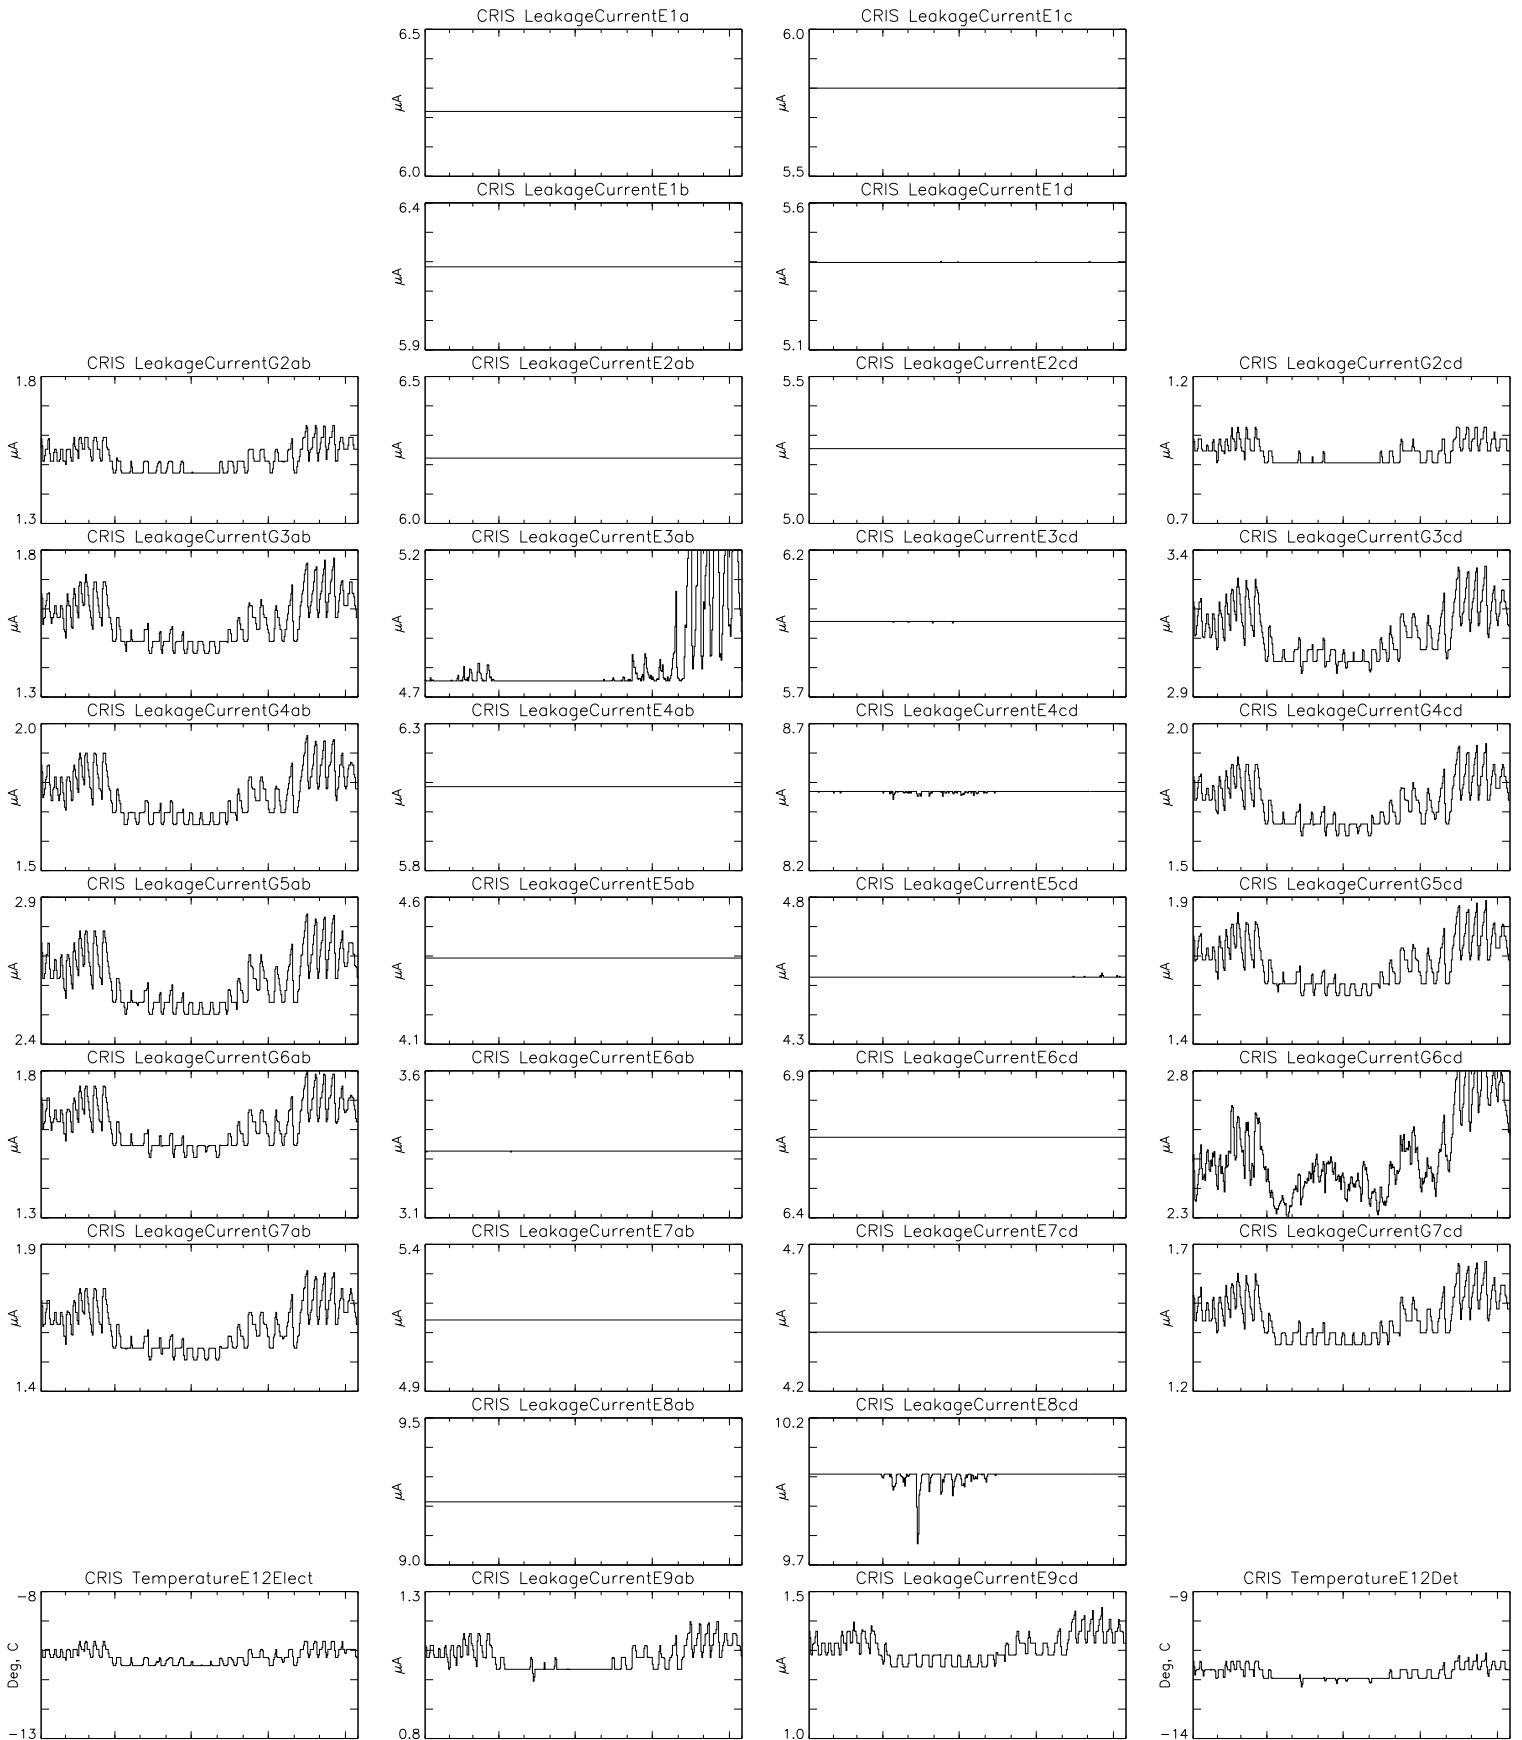 CRIS LeakageCurrentE1a
6.5
μA
6.0
CRIS LeakageCurrentE1c
6.0
μA
5.5
CRIS LeakageCurrentE1b
6.4
μA
5.9
CRIS LeakageCurrentE1d
5.6
μA
5.1
CRIS LeakageCurrentG2ab
1.8
μA
1.3
CRIS LeakageCurrentE2ab
6.5
μA
6.0
CRIS LeakageCurrentE2cd
5.5
μA
5.0
CRIS LeakageCurrentG2cd
1.2
μA
0.7
CRIS LeakageCurrentG3ab
1.8
μA
1.3
CRIS LeakageCurrentE3ab
5.2
μA
4.7
CRIS LeakageCurrentE3cd
6.2
μA
5.7
CRIS LeakageCurrentG3cd
3.4
μA
2.9
CRIS LeakageCurrentG4ab
2.0
μA
1.5
CRIS LeakageCurrentE4ab
6.3
μA
5.8
CRIS LeakageCurrentE4cd
8.7
μA
8.2
CRIS LeakageCurrentG4cd
2.0
μA
1.5
CRIS LeakageCurrentG5ab
2.9
μA
2.4
CRIS LeakageCurrentE5ab
4.6
μA
4.1
CRIS LeakageCurrentE5cd
4.8
μA
4.3
CRIS LeakageCurrentG5cd
1.9
μA
1.4
CRIS LeakageCurrentG6ab
1.8
μA
1.3
CRIS LeakageCurrentE6ab
3.6
μA
3.1
CRIS LeakageCurrentE6cd
6.9
μA
6.4
CRIS LeakageCurrentG6cd
2.8
μA
2.3
CRIS LeakageCurrentG7ab
1.9
μA
1.4
CRIS LeakageCurrentE7ab
5.4
μA
4.9
CRIS LeakageCurrentE7cd
4.7
μA
4.2
CRIS LeakageCurrentG7cd
1.7
μA
1.2
CRIS LeakageCurrentE8ab
9.5
μA
9.0
CRIS LeakageCurrentE8cd
10.2
μA
9.7
CRIS TemperatureE12Elect
-8
Deg, C
-13
CRIS LeakageCurrentE9ab
1.3
μA
0.8
CRIS LeakageCurrentE9cd
1.5
μA
1.0
CRIS TemperatureE12Det
-9
Deg, C
-14